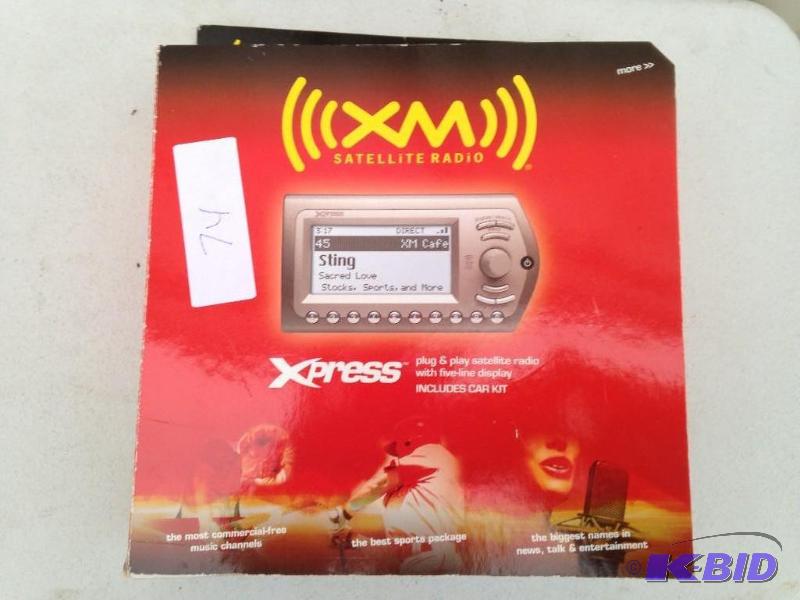 more >>
XM
SATELLiTE RADiO
74
Xpress
3:17 DIRECT
45 XM Cafe
Sting
Sacred Love
Stocks, Sports, and More
Xpress
plug & play satellite radio
with five-line display
INCLUDES CAR KIT
the most commercial-free
music channels
the best sports package
the biggest names in
news, talk & entertainment
© K-BID